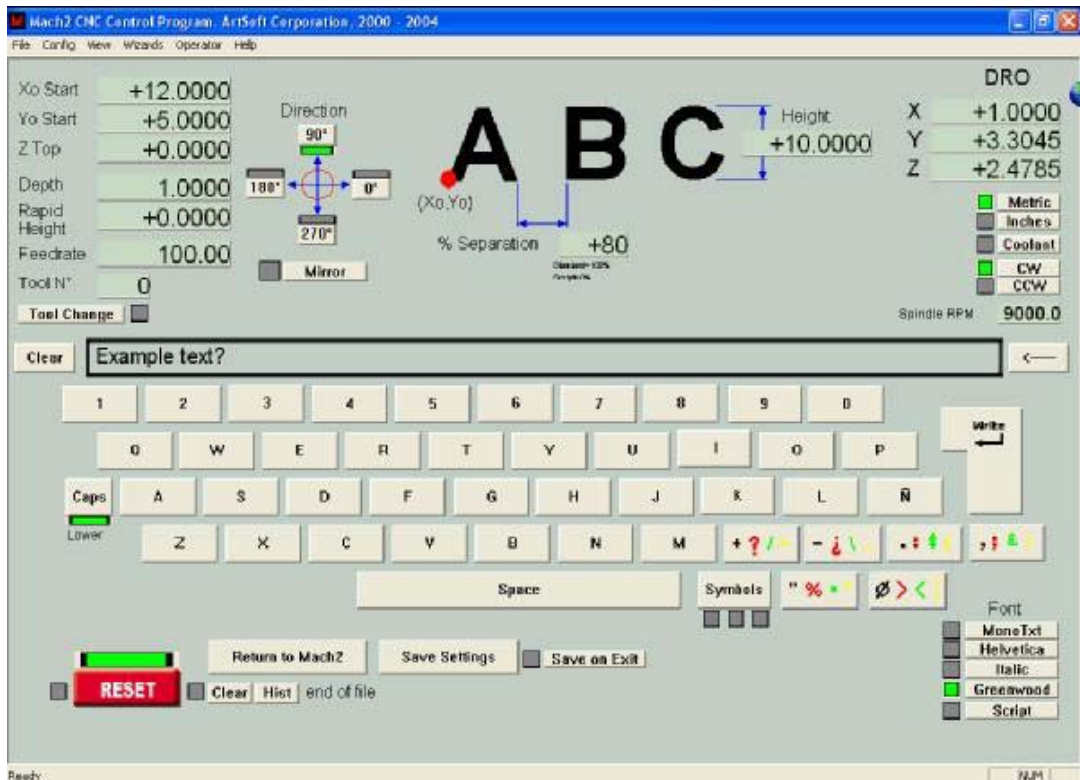 Mach2 CNC Control Program. ArtSoft Corporation, 2000 - 2004
File Config View Wizards Operator Help
Xo Start +12.0000
Yo Start +5.0000
Z Top +0.0000
Depth 1.0000
Rapid Height +0.0000
Feedrate 100.00
Tool N° 0
Tool Change
Direction
90°
180° 0°
270°
Mirror
A B C
(Xo,Yo)
Height
+10.0000
% Separation +80
DRO
X +1.0000
Y +3.3045
Z +2.4785
Metric
Inches
Coolant
CW
CCW
Spindle RPM 9000.0
Clear Example text? <——
1 2 3 4 5 6 7 8 9 0
Q W E R T Y U I O P
Write
Caps A S D F G H J K L Ñ
Lower
Z X C V B N M + ? / - ¿ \ . : , ; &
Space Symbols " % Ø > <
Return to Mach2 Save Settings Save on Exit
RESET Clear Hist end of file
Font
MonoTxt
Helvetica
Italic
Greenwood
Script
Ready NUM